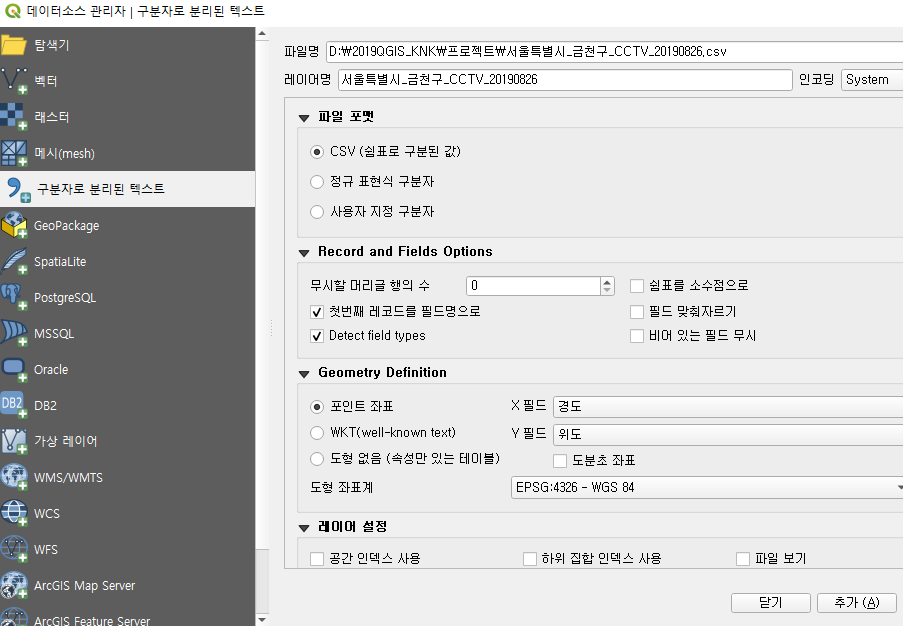 데이터소스 관리자 | 구분자로 분리된 텍스트
탐색기
벡터
래스터
메시(mesh)
구분자로 분리된 텍스트
GeoPackage
SpatiaLite
PostgreSQL
MSSQL
Oracle
DB2
DB2
가상 레이어
WMS/WMTS
WCS
WFS
ArcGIS Map Server
ArcGIS Feature Server
파일명 D:₩2019QGIS_KNK₩프로젝트₩서울특별시_금천구_CCTV_20190826.csv
레이어명 서울특별시_금천구_CCTV_20190826 인코딩 System
파일 포맷
CSV (쉼표로 구분된 값)
정규 표현식 구분자
사용자 지정 구분자
Record and Fields Options
무시할 머리글 행의 수 0 쉼표를 소수점으로
첫번째 레코드를 필드명으로 필드 맞춰자르기
Detect field types 비어 있는 필드 무시
Geometry Definition
포인트 좌표 X 필드 경도
WKT(well-known text) Y 필드 위도
도형 없음 (속성만 있는 테이블) 도분초 좌표
도형 좌표계 EPSG:4326 - WGS 84
레이어 설정
공간 인덱스 사용 하위 집합 인덱스 사용 파일 보기
닫기 추가 (A)